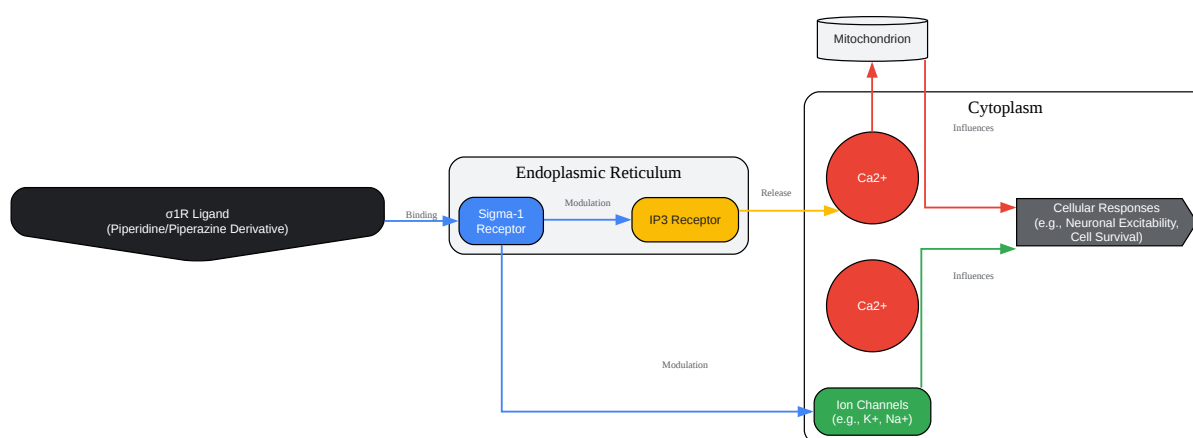 Mitochondrion
Cytoplasm
Influences
Endoplasmic Reticulum
Ca2+
Release
Modulation
σ1R Ligand
(Piperidine/Piperazine Derivative)
Binding
Sigma-1
Receptor
IP3 Receptor
Cellular Responses
(e.g., Neuronal Excitability,
Cell Survival)
Influences
Ca2+
Modulation
Ion Channels
(e.g., K+, Na+)